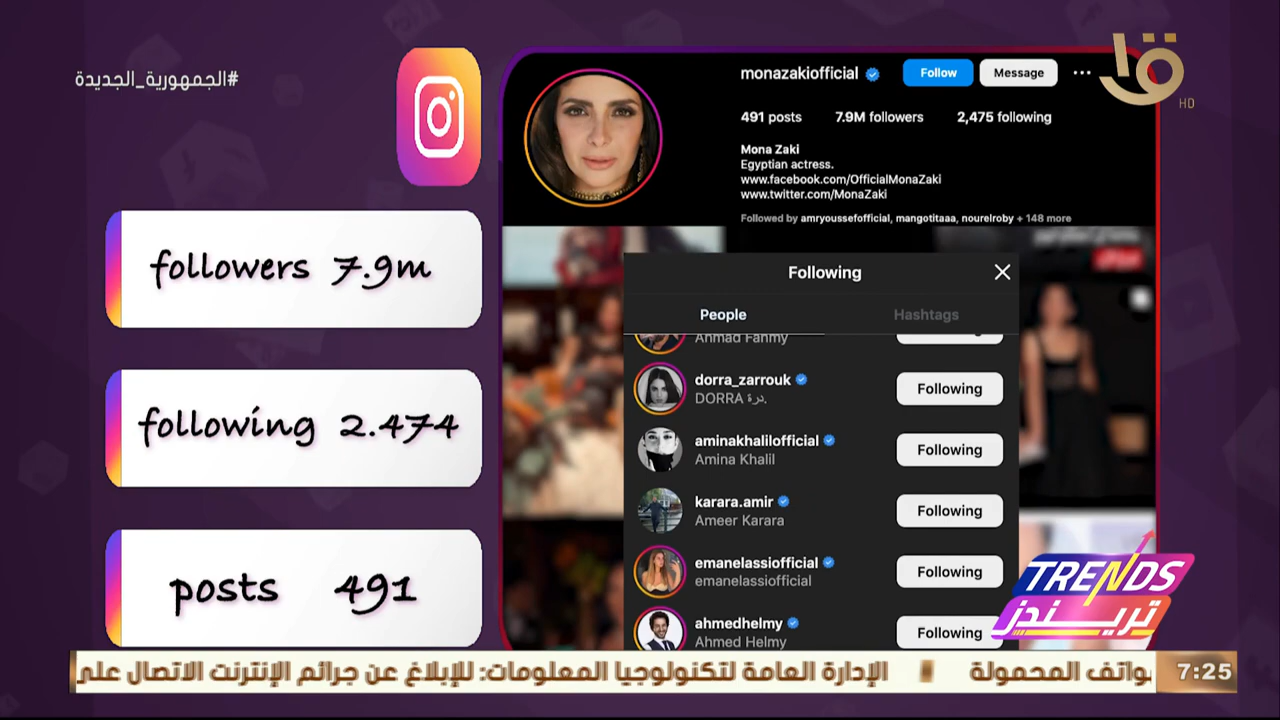 #الجمهورية_الجديدة
HD
monazakiofficial
Follow
Message
491 posts 7.9M followers 2,475 following
Mona Zaki
Egyptian actress.
www.facebook.com/OfficialMonaZaki
www.twitter.com/MonaZaki
Followed by amryoussefofficial, mangotitaaa, nourelroby + 148 more
followers 7.9m
following 2.474
posts 491
Following
People
Hashtags
Ahmad Fahmy
dorra_zarrouk
DORRA درة.
Following
aminakhalilofficial
Amina Khalil
Following
karara.amir
Ameer Karara
Following
emanelassiofficial
emanelassiofficial
Following
ahmedhelmy
Ahmed Helmy
Following
TRENDS
تريندز
المحمولة
الإدارة العامة لتكنولوجيا المعلومات: للإبلاغ عن جرائم الإنترنت الاتصال على
7:25